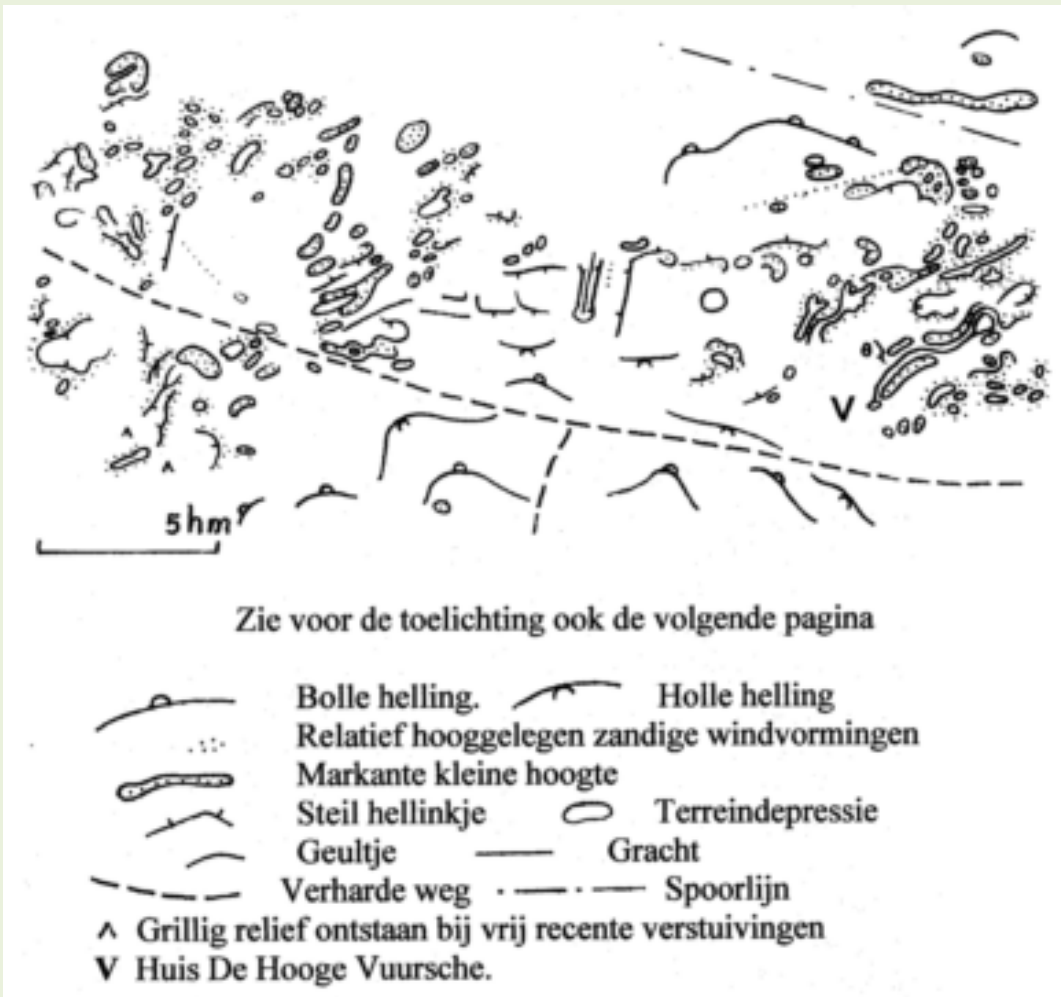 V
^
^
5 hm
Zie voor de toelichting ook de volgende pagina
Bolle helling. Holle helling
Relatief hooggelegen zandige windvormingen
Markante kleine hoogte
Steil hellinkje Terreindepressie
Geultje Gracht
Verharde weg Spoorlijn
^ Grillig relief ontstaan bij vrij recente verstuivingen
V Huis De Hooge Vuursche.